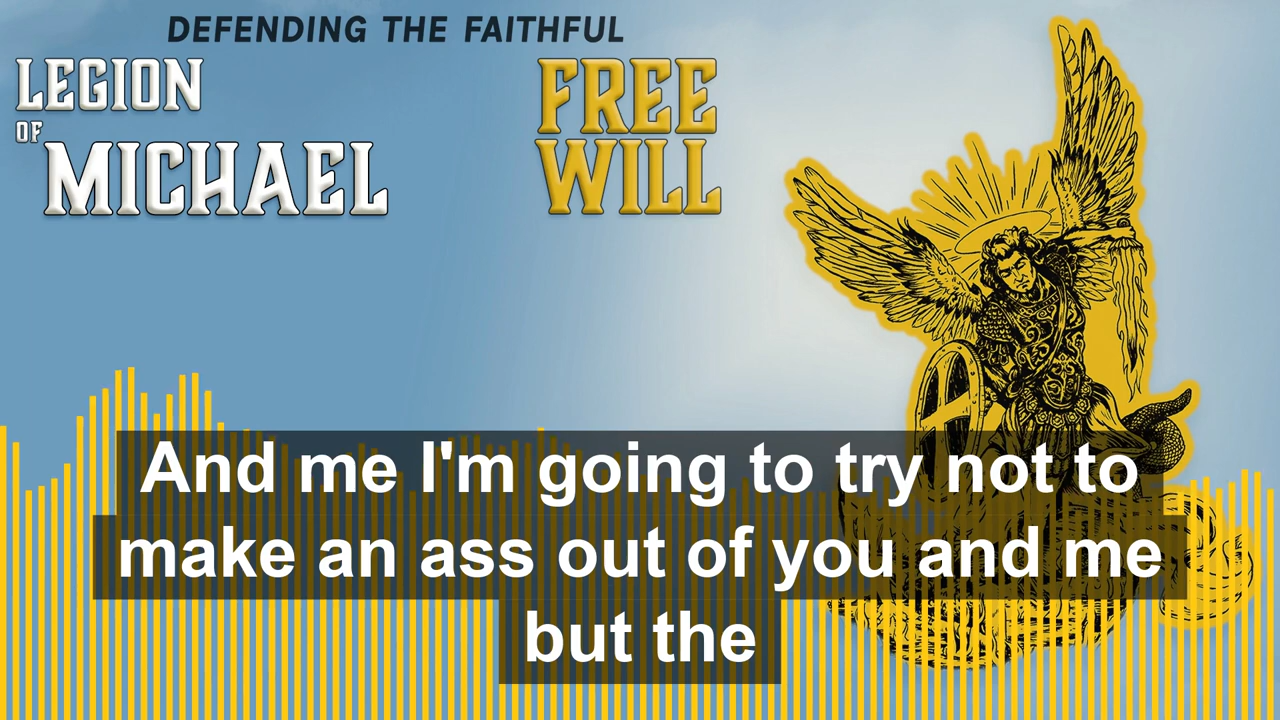 DEFENDING THE FAITHFUL
LEGION
OF
MICHAEL
FREE
WILL
And me I'm going to try not to
make an ass out of you and me
but the